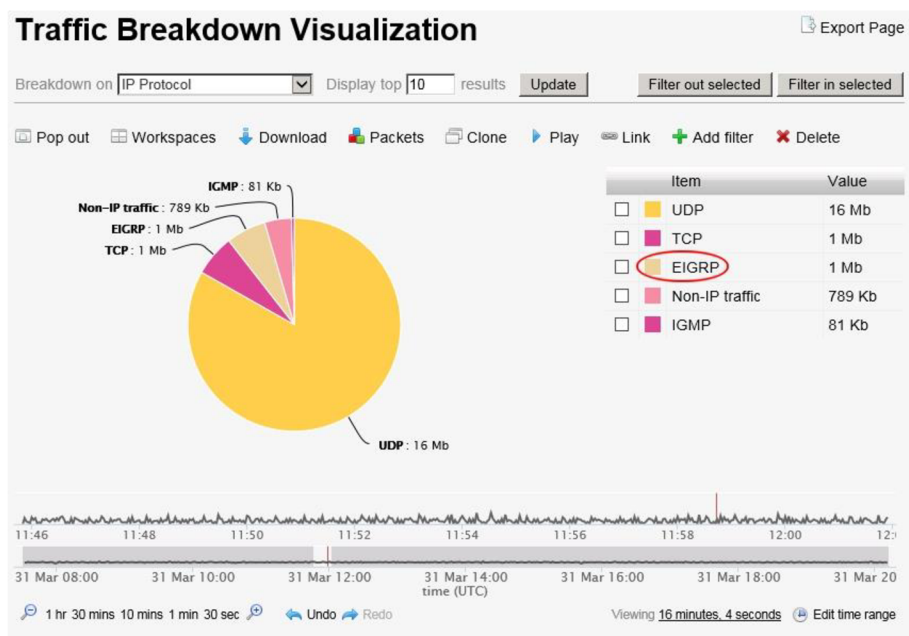 Traffic Breakdown Visualization
Export Page
Breakdown on IP Protocol Display top 10 results Update Filter out selected Filter in selected
Pop out Workspaces Download Packets Clone Play Link Add filter Delete
IGMP : 81 Kb
Non-IP traffic : 789 Kb
EIGRP : 1 Mb
TCP : 1 Mb
UDP : 16 Mb
Item Value
UDP 16 Mb
TCP 1 Mb
EIGRP 1 Mb
Non-IP traffic 789 Kb
IGMP 81 Kb
11:46 11:48 11:50 11:52 11:54 11:56 11:58 12:00 12:
31 Mar 08:00 31 Mar 10:00 31 Mar 12:00 31 Mar 14:00 31 Mar 16:00 31 Mar 18:00 31 Mar 20
time (UTC)
1 hr 30 mins 10 mins 1 min 30 sec Undo Redo Viewing 16 minutes, 4 seconds Edit time range